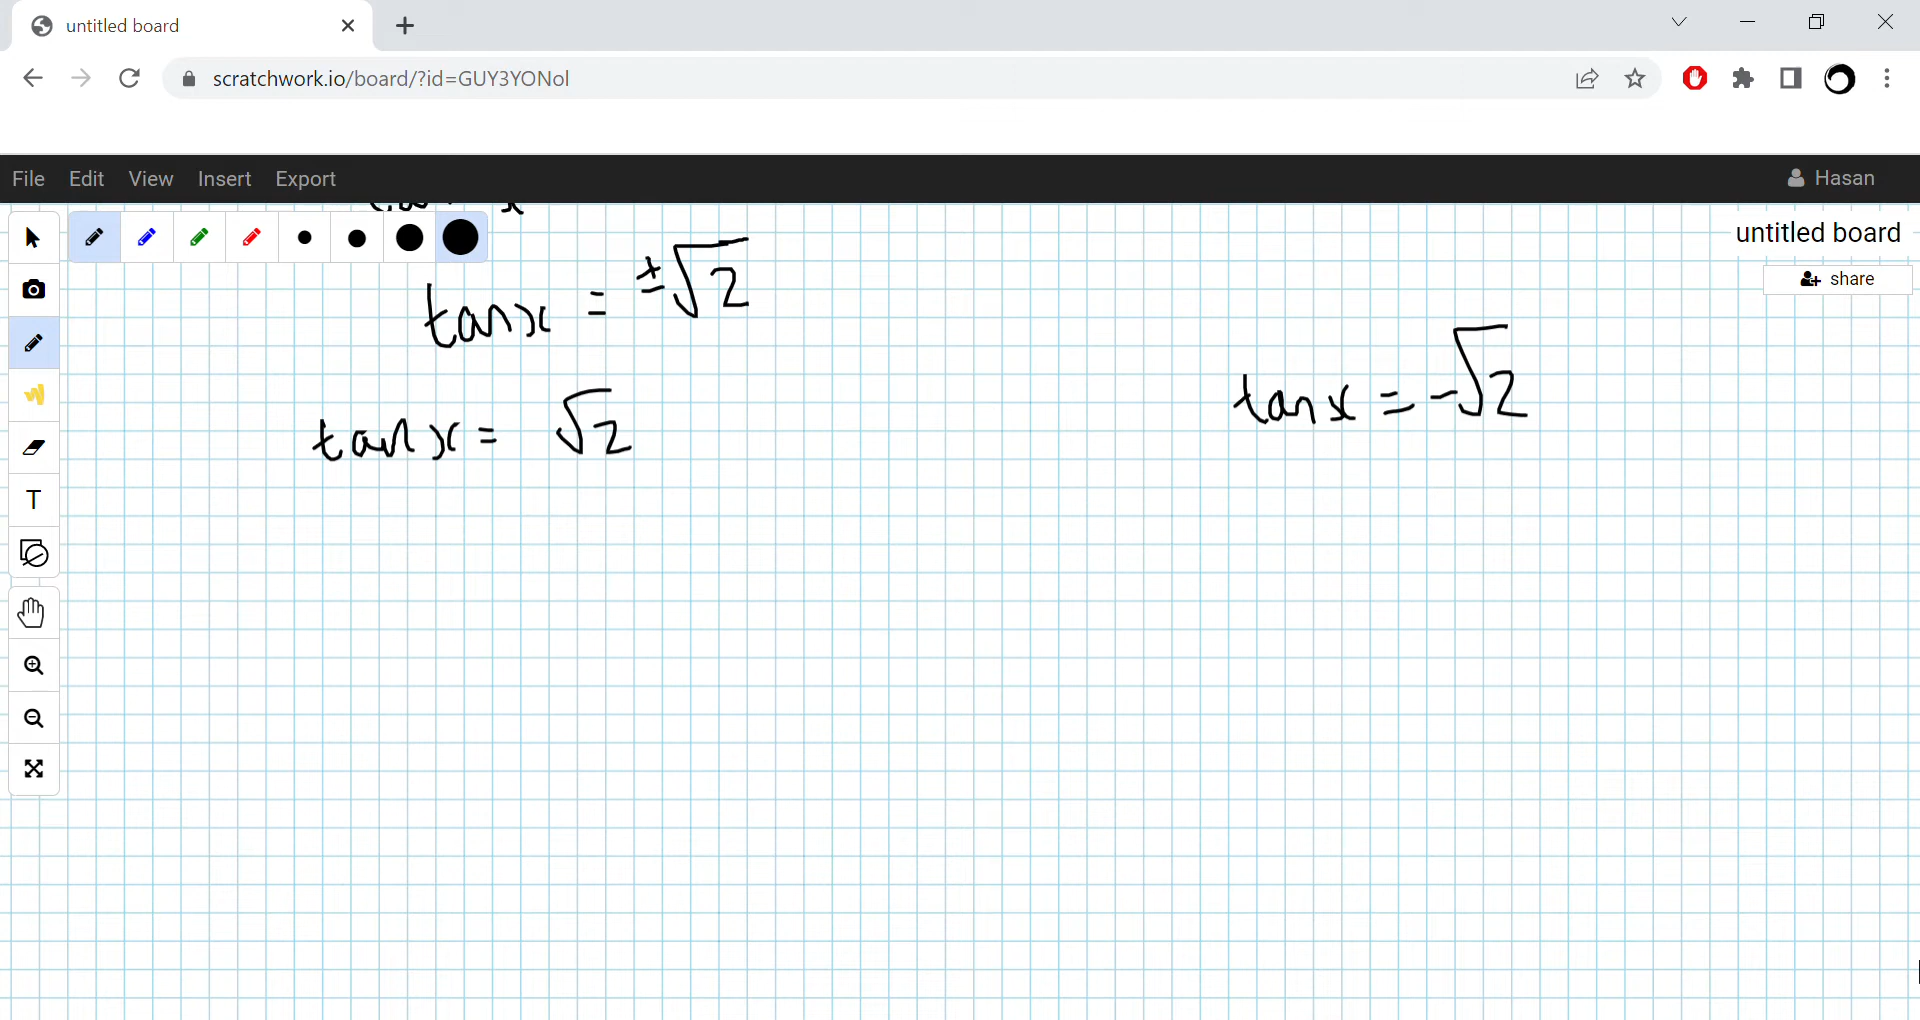 untitled board
scratchwork.io/board/?id=GUY3YONol
File Edit View Insert Export Hasan
untitled board
share
tan x = ±√2
tan x = -√2
tan x = √2
T